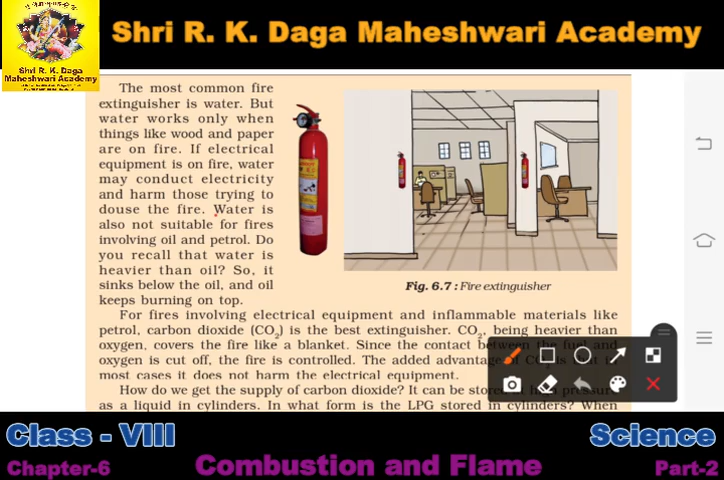 Shri R. K. Daga Maheshwari Academy
Shri R. K. Daga
Maheshwari Academy
The most common fire
extinguisher is water. But
water works only when
things like wood and paper
are on fire. If electrical
equipment is on fire, water
may conduct electricity
and harm those trying to
douse the fire. Water is
also not suitable for fires
involving oil and petrol. Do
you recall that water is
heavier than oil? So, it
sinks below the oil, and oil
keeps burning on top.
Fig. 6.7 : Fire extinguisher
For fires involving electrical equipment and inflammable materials like
petrol, carbon dioxide (CO2) is the best extinguisher. CO2, being heavier than
oxygen, covers the fire like a blanket. Since the contact between the fuel and
oxygen is cut off, the fire is controlled. The added advantage of CO2 is that in
most cases it does not harm the electrical equipment.
How do we get the supply of carbon dioxide? It can be stored at high pressure
as a liquid in cylinders. In what form is the LPG stored in cylinders? When
Class - VIII
Science
Chapter-6
Combustion and Flame
Part-2